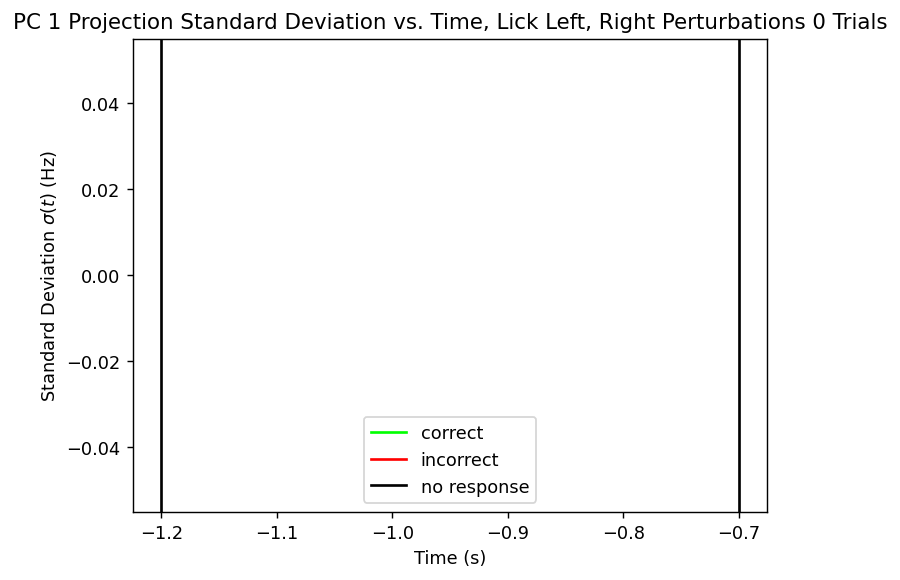 PC 1 Projection Standard Deviation vs. Time, Lick Left, Right Perturbations 0 Trials
Standard Deviation σ(t) (Hz)
0.04
0.02
0.00
−0.02
−0.04
correct
incorrect
no response
−1.2
−1.1
−1.0
−0.9
−0.8
−0.7
Time (s)